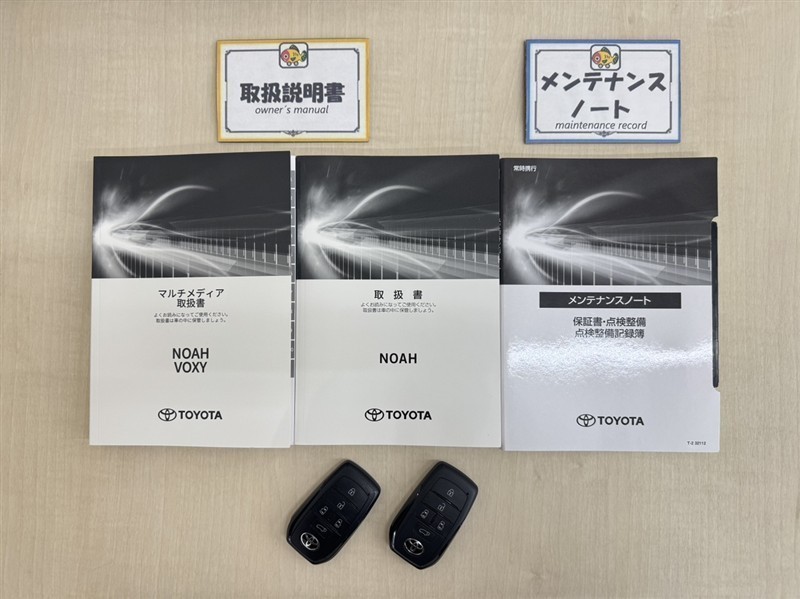 取扱説明書
owner's manual
メンテナンス
ノート
maintenance record
マルチメディア
取扱書
よくお読みになってご使用ください。
取扱書は車の中に保管しましょう。
NOAH
VOXY
TOYOTA
取扱書
よくお読みになってご使用ください。
取扱書は車の中に保管しましょう。
NOAH
TOYOTA
常時携行
メンテナンスノート
保証書・点検整備
点検整備記録簿
TOYOTA